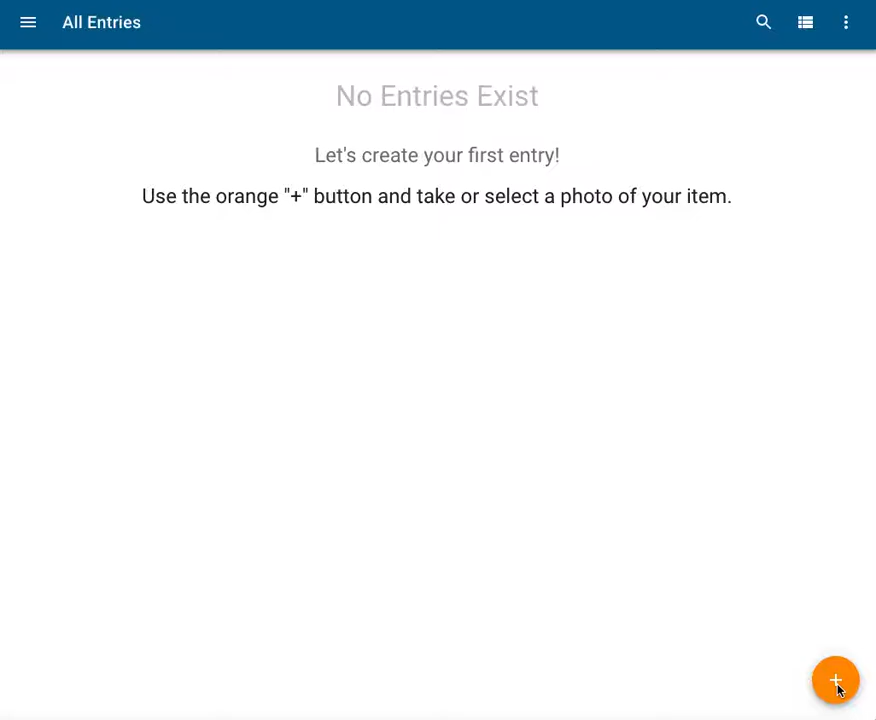 All Entries
No Entries Exist
Let's create your first entry!
Use the orange "+" button and take or select a photo of your item.
+